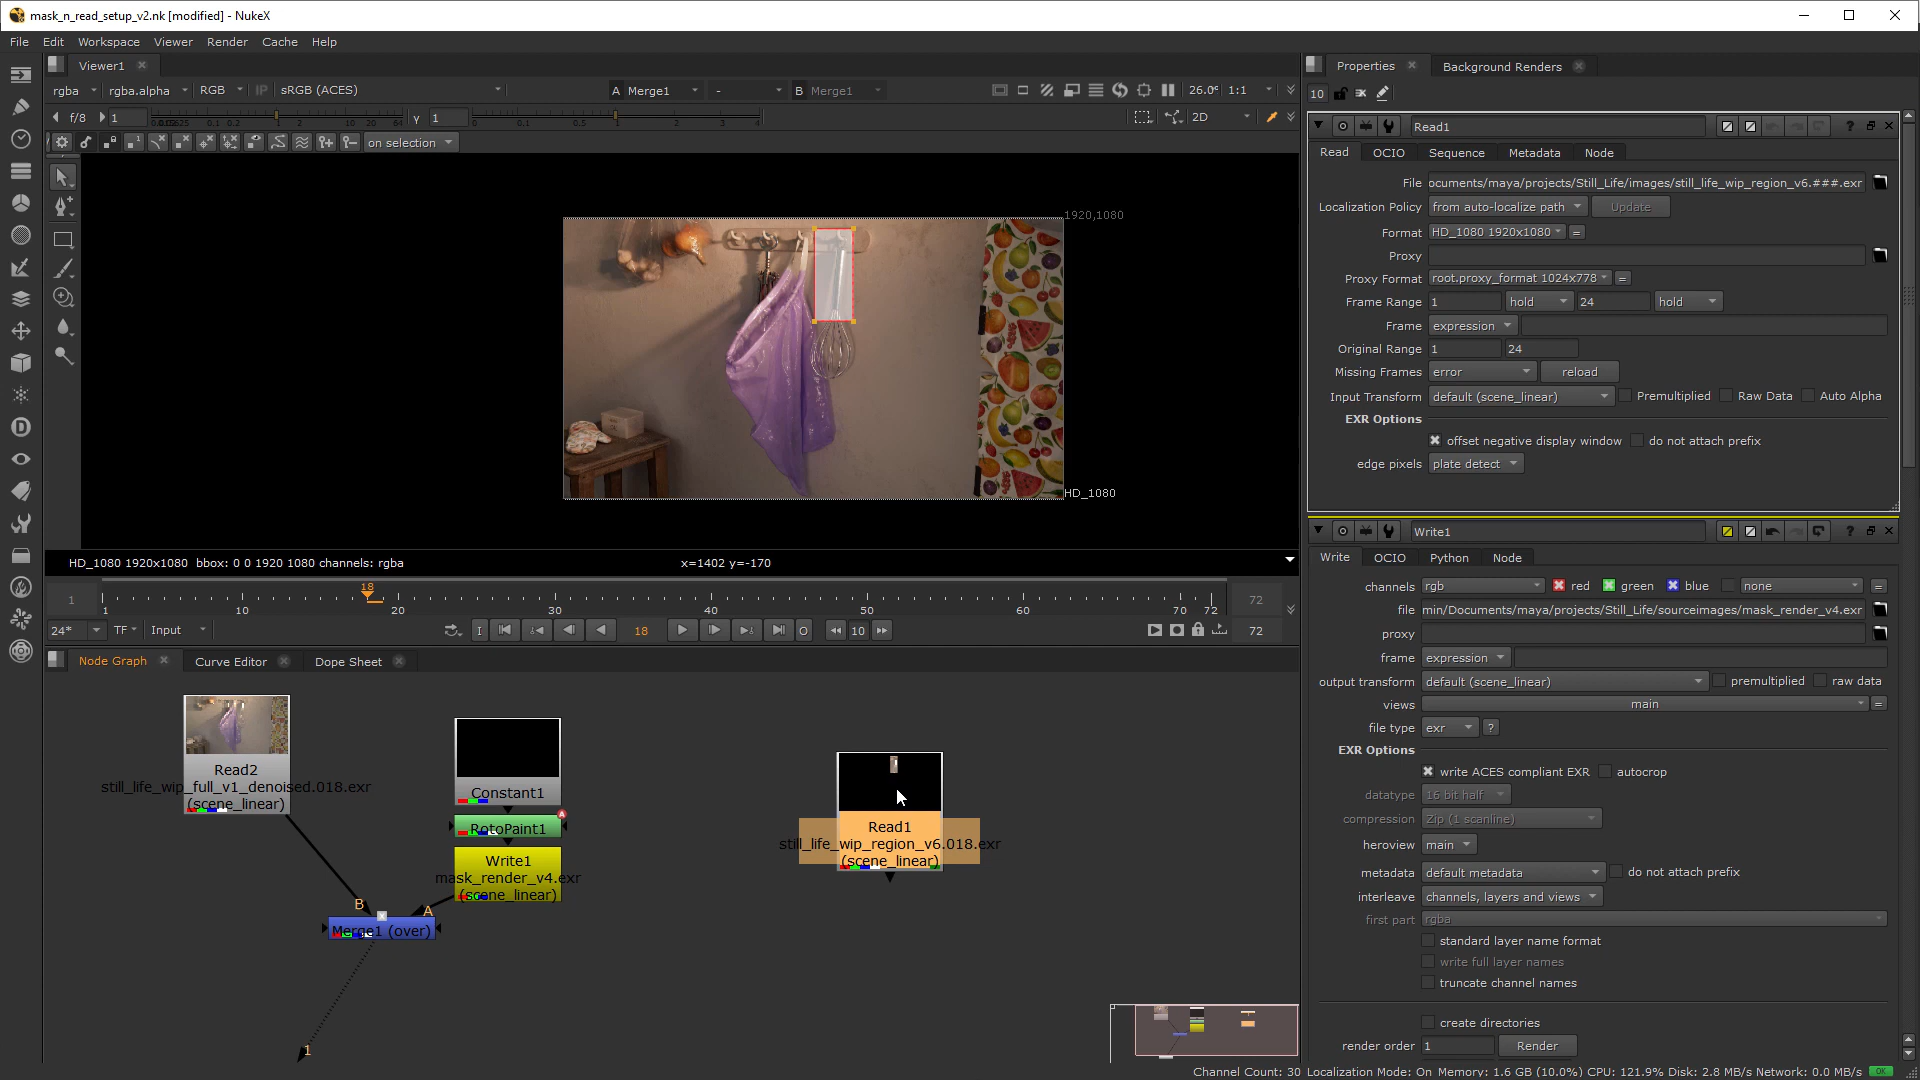 mask_n_read_setup_v2.nk [modified] - NukeX
File Edit Workspace Viewer Render Cache Help
Viewer1
rgba rgba.alpha RGB IP sRGB (ACES) A Merge1 - B Merge1 26.0% 1:1
f/8 1 γ 1 2D
on selection
1920,1080
HD_1080
HD_1080 1920x1080 bbox: 0 0 1920 1080 channels: rgba x=1402 y=-170
18
1 1 10 20 30 40 50 60 70 72 72
24* TF Input I 18 O 10 72
Node Graph Curve Editor Dope Sheet
Read2
still_life_wip_full_v1_denoised.018.exr
(scene_linear)
Constant1
RotoPaint1
A
Write1
mask_render_v4.exr
(scene_linear)
B A
Merge1 (over)
1
Read1
still_life_wip_region_v6.018.exr
(scene_linear)
Properties Background Renders
10
Read1 ?
Read OCIO Sequence Metadata Node
File ocuments/maya/projects/Still_Life/images/still_life_wip_region_v6.###.exr
Localization Policy from auto-localize path Update
Format HD_1080 1920x1080 =
Proxy
Proxy Format root.proxy_format 1024x778 =
Frame Range 1 hold 24 hold
Frame expression
Original Range 1 24
Missing Frames error reload
Input Transform default (scene_linear) Premultiplied Raw Data Auto Alpha
EXR Options
offset negative display window do not attach prefix
edge pixels plate detect
Write1 ?
Write OCIO Python Node
channels rgb red green blue none =
file min/Documents/maya/projects/Still_Life/sourceimages/mask_render_v4.exr
proxy
frame expression
output transform default (scene_linear) premultiplied raw data
views main =
file type exr ?
EXR Options
write ACES compliant EXR autocrop
datatype 16 bit half
compression Zip (1 scanline)
heroview main
metadata default metadata do not attach prefix
interleave channels, layers and views
first part rgba
standard layer name format
write full layer names
truncate channel names
create directories
render order 1 Render
Channel Count: 30 Localization Mode: On Memory: 1.6 GB (10.0%) CPU: 121.9% Disk: 2.8 MB/s Network: 0.0 MB/s OK